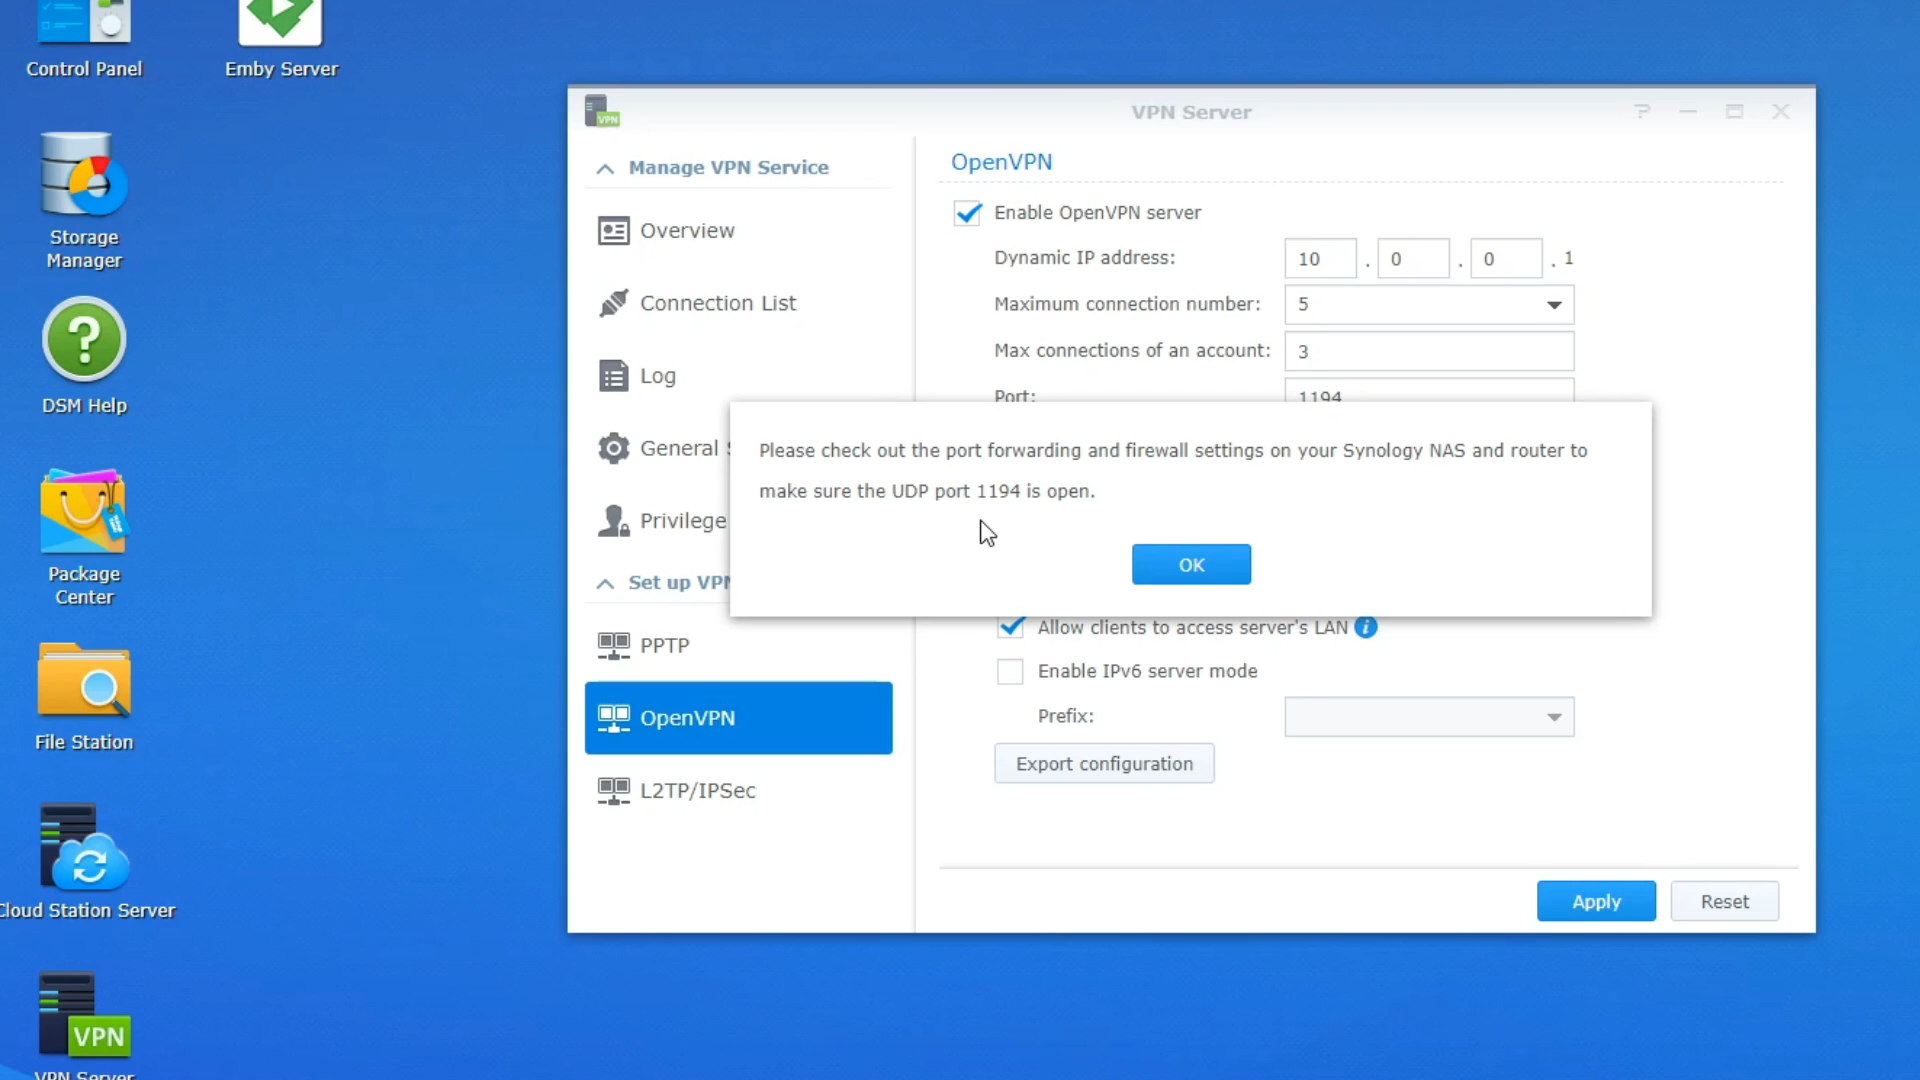 Control Panel
Emby Server
Storage
Manager
DSM Help
Package
Center
File Station
Cloud Station Server
VPN
VPN Server
VPN
VPN Server
Manage VPN Service
Overview
Connection List
Log
General
Privilege
Set up VPN
PPTP
OpenVPN
L2TP/IPSec
OpenVPN
Enable OpenVPN server
Dynamic IP address: 10 . 0 . 0 . 1
Maximum connection number: 5
Max connections of an account: 3
Port: 1194
Please check out the port forwarding and firewall settings on your Synology NAS and router to
make sure the UDP port 1194 is open.
OK
Allow clients to access server's LAN
Enable IPv6 server mode
Prefix:
Export configuration
Apply
Reset